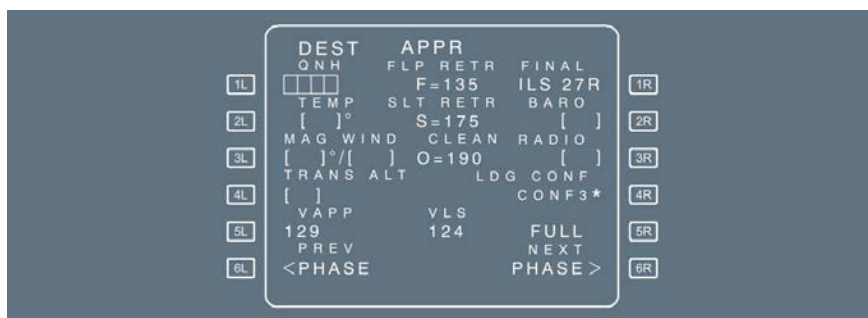 DEST APPR
QNH FLP RETR FINAL
1L F=135 ILS 27R 1R
TEMP SLT RETR BARO
2L [ ]° S=175 [ ] 2R
MAG WIND CLEAN RADIO
3L [ ]°/[ ] O=190 [ ] 3R
TRANS ALT LDG CONF
4L [ ] CONF3* 4R
VAPP VLS
5L 129 124 FULL 5R
PREV NEXT
6L <PHASE PHASE> 6R